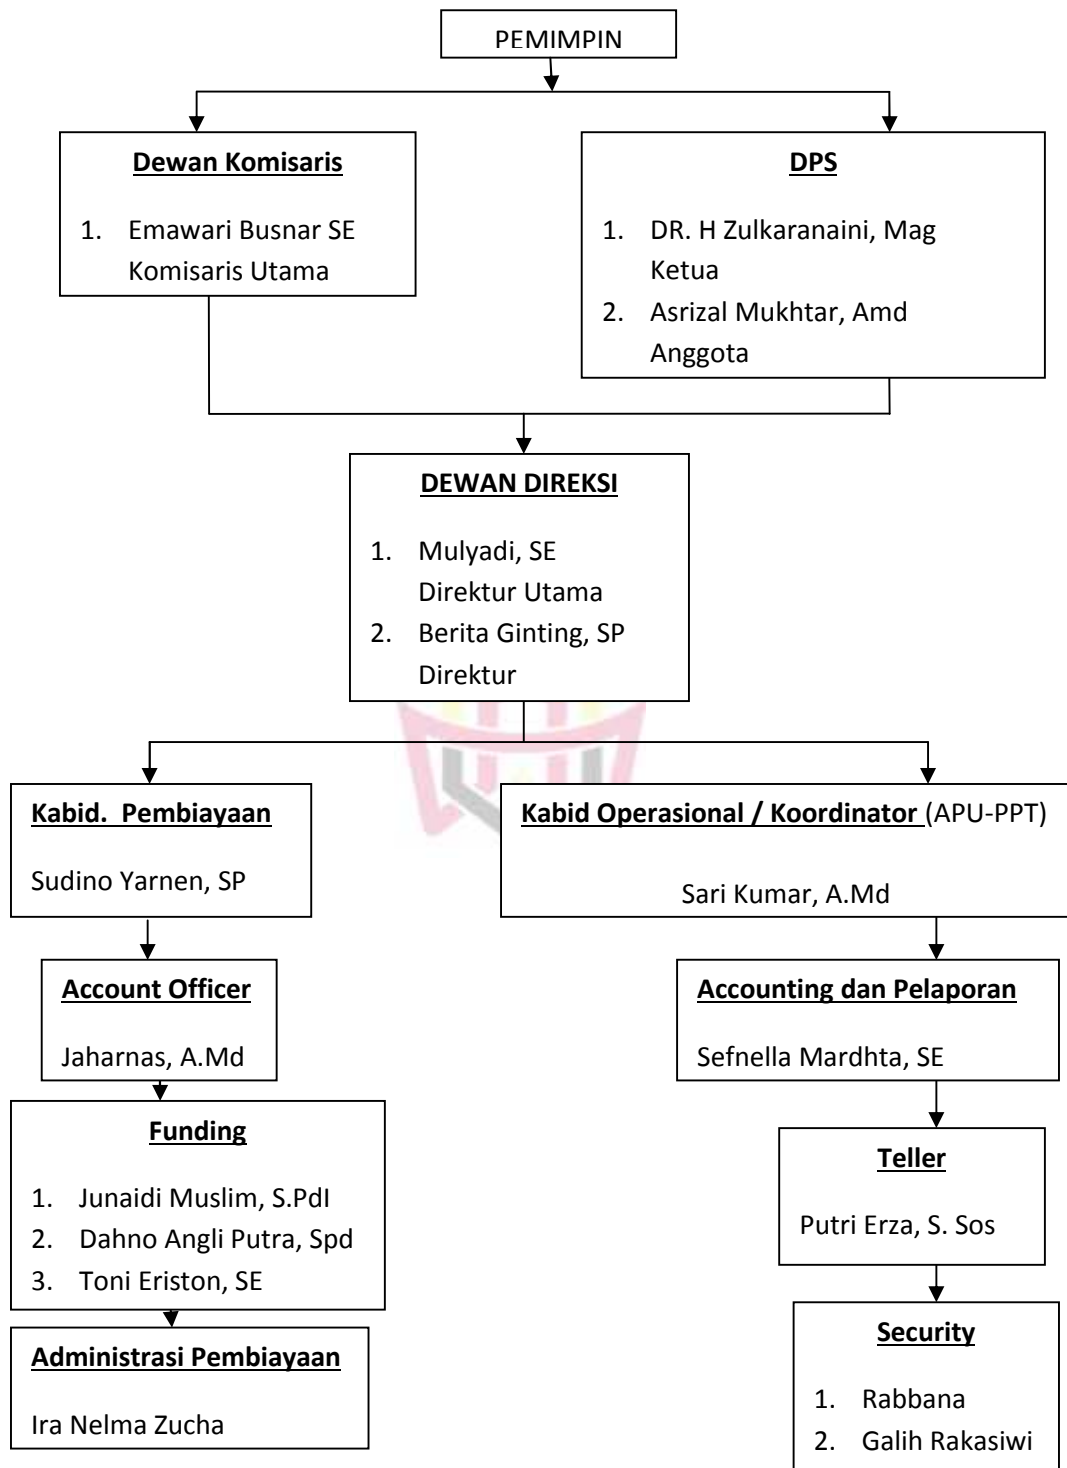 PEMIMPIN
Dewan Komisaris
1. Emawari Busnar SE
Komisaris Utama
DPS
1. DR. H Zulkaranaini, Mag
Ketua
2. Asrizal Mukhtar, Amd
Anggota
DEWAN DIREKSI
1. Mulyadi, SE
Direktur Utama
2. Berita Ginting, SP
Direktur
Kabid. Pembiayaan
Sudino Yarnen, SP
Kabid Operasional / Koordinator (APU-PPT)
Sari Kumar, A.Md
Account Officer
Jaharnas, A.Md
Accounting dan Pelaporan
Sefnella Mardhta, SE
Funding
1. Junaidi Muslim, S.PdI
2. Dahno Angli Putra, Spd
3. Toni Eriston, SE
Teller
Putri Erza, S. Sos
Administrasi Pembiayaan
Ira Nelma Zucha
Security
1. Rabbana
2. Galih Rakasiwi